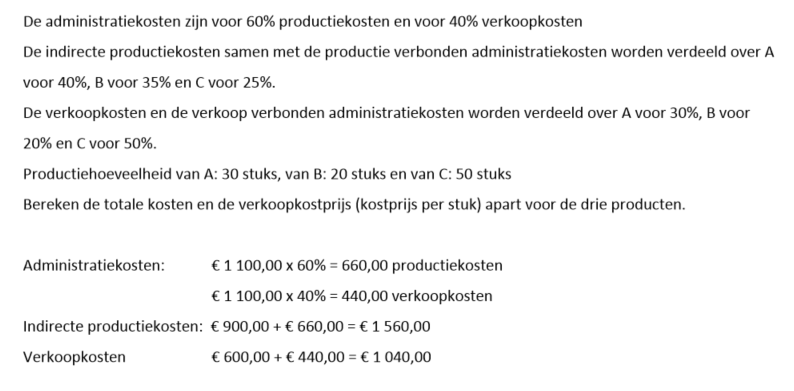 De administratiekosten zijn voor 60% productiekosten en voor 40% verkoopkosten
De indirecte productiekosten samen met de productie verbonden administratiekosten worden verdeeld over A
voor 40%, B voor 35% en C voor 25%.
De verkoopkosten en de verkoop verbonden administratiekosten worden verdeeld over A voor 30%, B voor
20% en C voor 50%.
Productiehoeveelheid van A: 30 stuks, van B: 20 stuks en van C: 50 stuks
Bereken de totale kosten en de verkoopkostprijs (kostprijs per stuk) apart voor de drie producten.
Administratiekosten: € 1 100,00 x 60% = 660,00 productiekosten
€ 1 100,00 x 40% = 440,00 verkoopkosten
Indirecte productiekosten: € 900,00 + € 660,00 = € 1 560,00
Verkoopkosten € 600,00 + € 440,00 = € 1 040,00